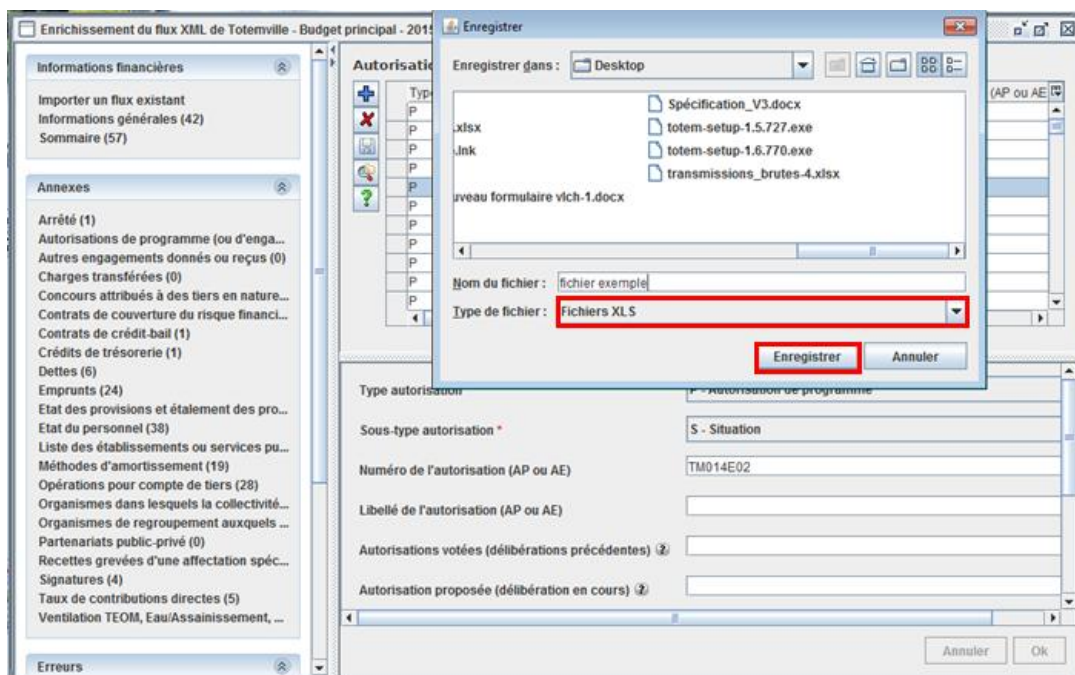 Enrichissement du flux XML de Totemville - Budget principal - 2015
Informations financières
Importer un flux existant
Informations générales (42)
Sommaire (57)
Annexes
Arrêté (1)
Autorisations de programme (ou d'enga...
Autres engagements donnés ou reçus (0)
Charges transférées (0)
Concours attribués à des tiers en nature...
Contrats de couverture du risque financi...
Contrats de crédit-bail (1)
Crédits de trésorerie (1)
Dettes (6)
Emprunts (24)
Etat des provisions et étalement des pro...
Etat du personnel (38)
Liste des établissements ou services pu...
Méthodes d'amortissement (19)
Opérations pour compte de tiers (28)
Organismes dans lesquels la collectivité...
Organismes de regroupement auxquels ...
Partenariats public-privé (0)
Recettes grevées d'une affectation spéc...
Signatures (4)
Taux de contributions directes (5)
Ventilation TEOM, Eau/Assainissement, ...
Erreurs
Autorisatio
Type
(AP ou AE
P
P
P
P
P
P
P
P
P
P
P
Enregistrer
Enregistrer dans : Desktop
Spécification_V3.docx
.xlsx totem-setup-1.5.727.exe
.lnk totem-setup-1.6.770.exe
transmissions_brutes-4.xlsx
uveau formulaire vlch-1.docx
Nom du fichier : fichier exemple
Type de fichier : Fichiers XLS
Enregistrer Annuler
Type autorisation P - Autorisation de programme
Sous-type autorisation * S - Situation
Numéro de l'autorisation (AP ou AE) TM014E02
Libellé de l'autorisation (AP ou AE)
Autorisations votées (délibérations précédentes) ?
Autorisation proposée (délibération en cours) ?
Annuler Ok